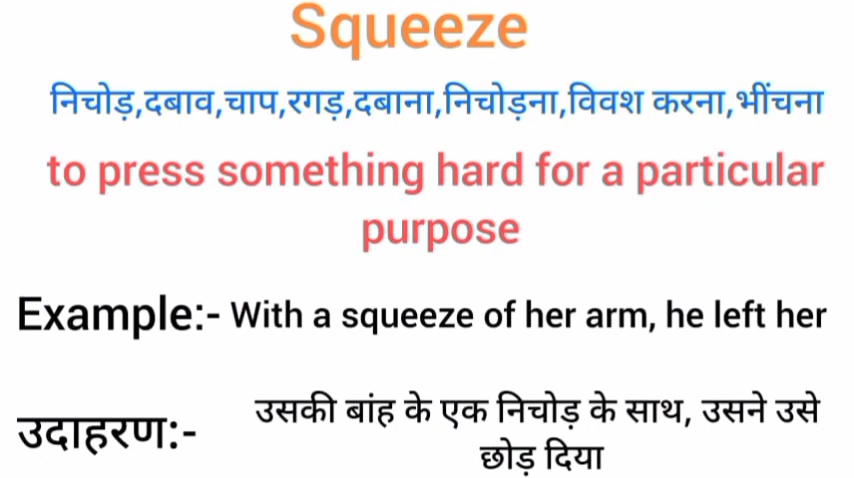 Squeeze
निचोड़,दबाव,चाप,रगड़,दबाना,निचोड़ना,विवश करना,भींचना
to press something hard for a particular
purpose
Example:- With a squeeze of her arm, he left her
उदाहरण:- उसकी बांह के एक निचोड़ के साथ, उसने उसे
छोड़ दिया